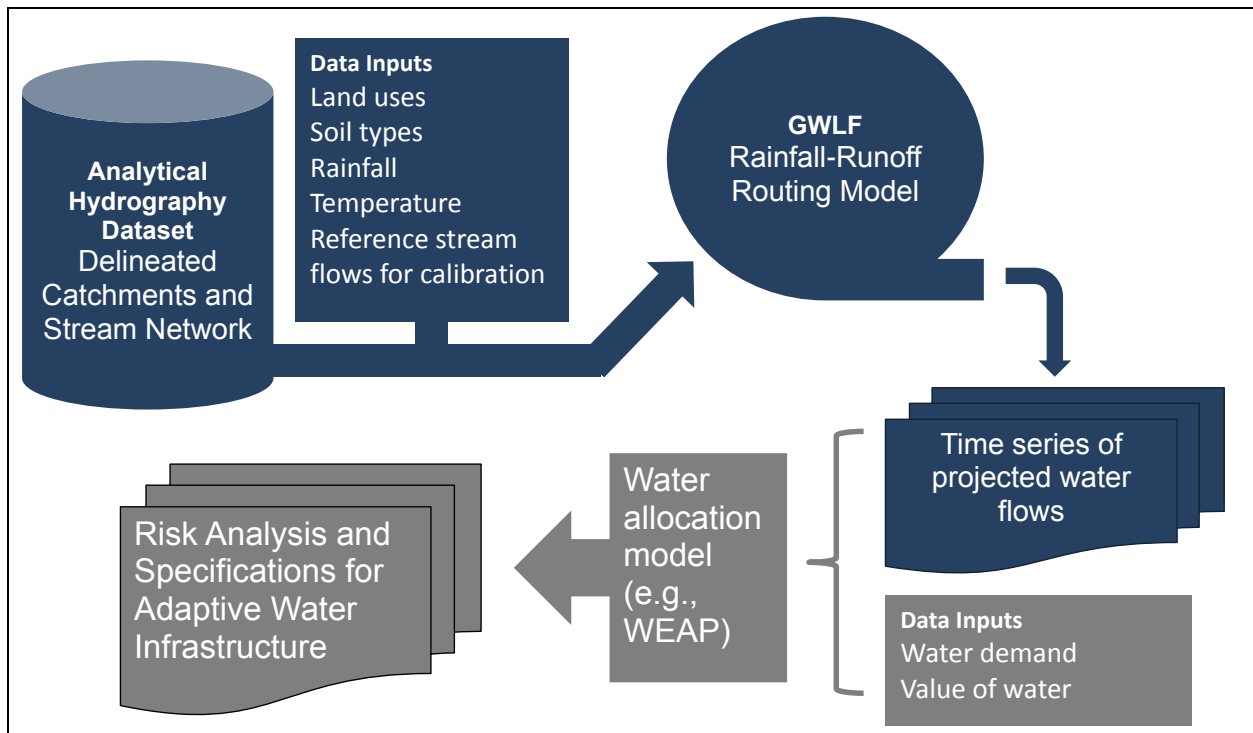 Analytical
Hydrography
Dataset
Delineated
Catchments and
Stream Network
Data Inputs
Land uses
Soil types
Rainfall
Temperature
Reference stream
flows for calibration
GWLF
Rainfall-Runoff
Routing Model
Time series of
projected water
flows
Data Inputs
Water demand
Value of water
Water
allocation
model
(e.g.,
WEAP)
Risk Analysis and
Specifications for
Adaptive Water
Infrastructure